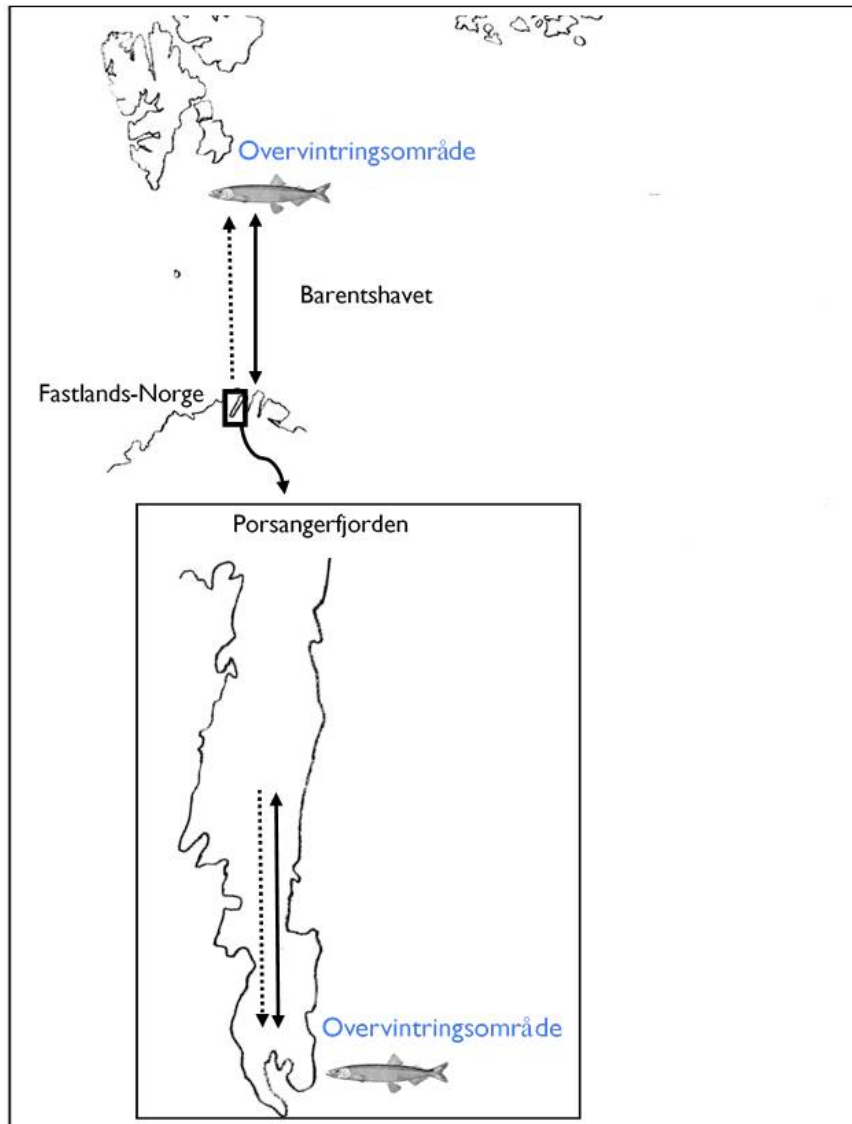 Overvintringsområde
Barentshavet
Fastlands-Norge
Porsangerfjorden
Overvintringsområde